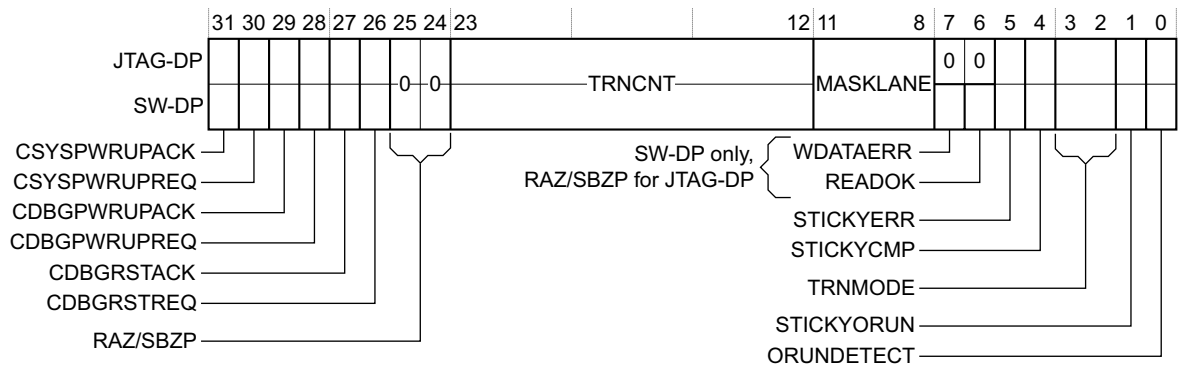 31 30 29 28 27 26 25 24 23 12 11 8 7 6 5 4 3 2 1 0
JTAG-DP 0 0
0 0 TRNCNT MASKLANE
SW-DP
CSYSPWRUPACK
CSYSPWRUPREQ
CDBGPWRUPACK
CDBGPWRUPREQ
CDBGRSTACK
CDBGRSTREQ
RAZ/SBZP
SW-DP only,
RAZ/SBZP for JTAG-DP
WDATAERR
READOK
STICKYERR
STICKYCMP
TRNMODE
STICKYORUN
ORUNDETECT